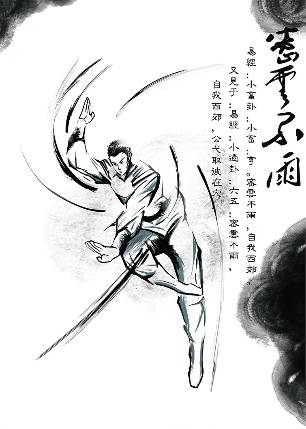 密雲不雨
易經：小畜卦：小畜：亨。密雲不雨，自我西郊。
又見于：易經：小過卦：六五：密雲不雨，
自我西郊，公弋取彼在穴。